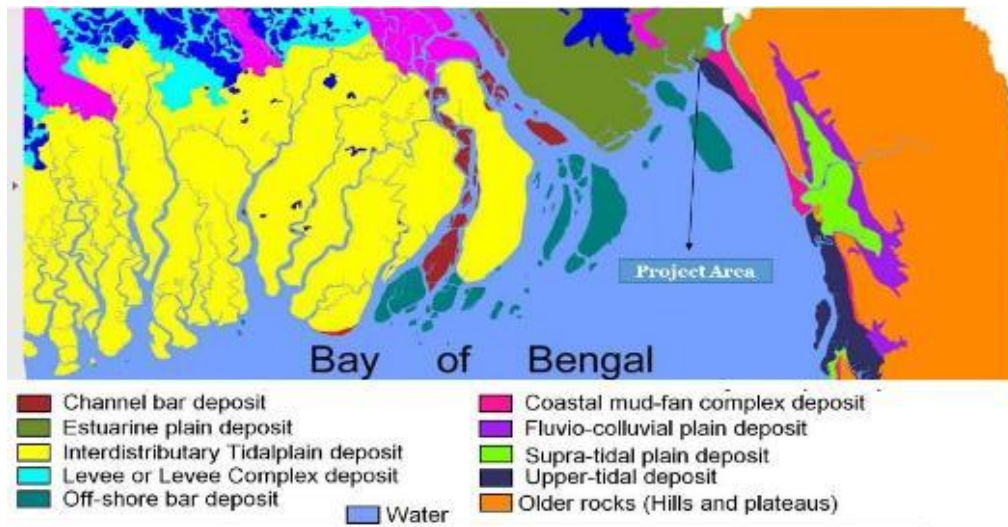 Project Area
Bay of Bengal
Channel bar deposit
Estuarine plain deposit
Interdistributary Tidalplain deposit
Levee or Levee Complex deposit
Off-shore bar deposit
Water
Coastal mud-fan complex deposit
Fluvio-colluvial plain deposit
Supra-tidal plain deposit
Upper-tidal deposit
Older rocks (Hills and plateaus)